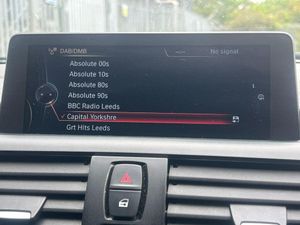 DAB/DMB
No signal
Absolute 00s
Absolute 10s
Absolute 80s
Absolute 90s
BBC Radio Leeds
Capital Yorkshre
Grt Hits Leeds